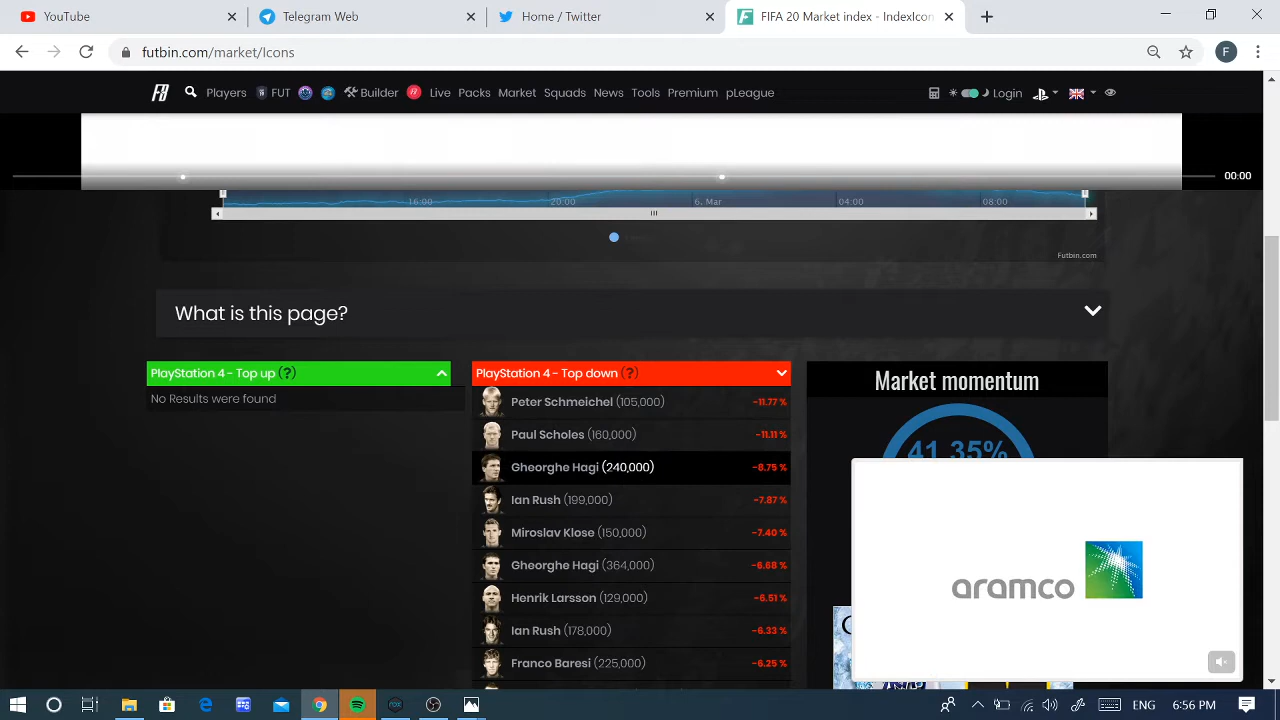 YouTube
Telegram Web
Home / Twitter
FIFA 20 Market index - IndexIcon
futbin.com/market/Icons
F
Players FUT Builder Live Packs Market Squads News Tools Premium pLeague Login
00:00
16:00 20:00 6. Mar 04:00 08:00
Futbin.com
What is this page?
PlayStation 4 - Top up (?)
No Results were found
PlayStation 4 - Top down (?)
Peter Schmeichel (105,000) -11.77 %
Paul Scholes (160,000) -11.11 %
Gheorghe Hagi (240,000) -8.75 %
Ian Rush (199,000) -7.87 %
Miroslav Klose (150,000) -7.40 %
Gheorghe Hagi (364,000) -6.68 %
Henrik Larsson (129,000) -6.51 %
Ian Rush (178,000) -6.33 %
Franco Baresi (225,000) -6.25 %
Market momentum
41.35%
aramco
6:56 PM